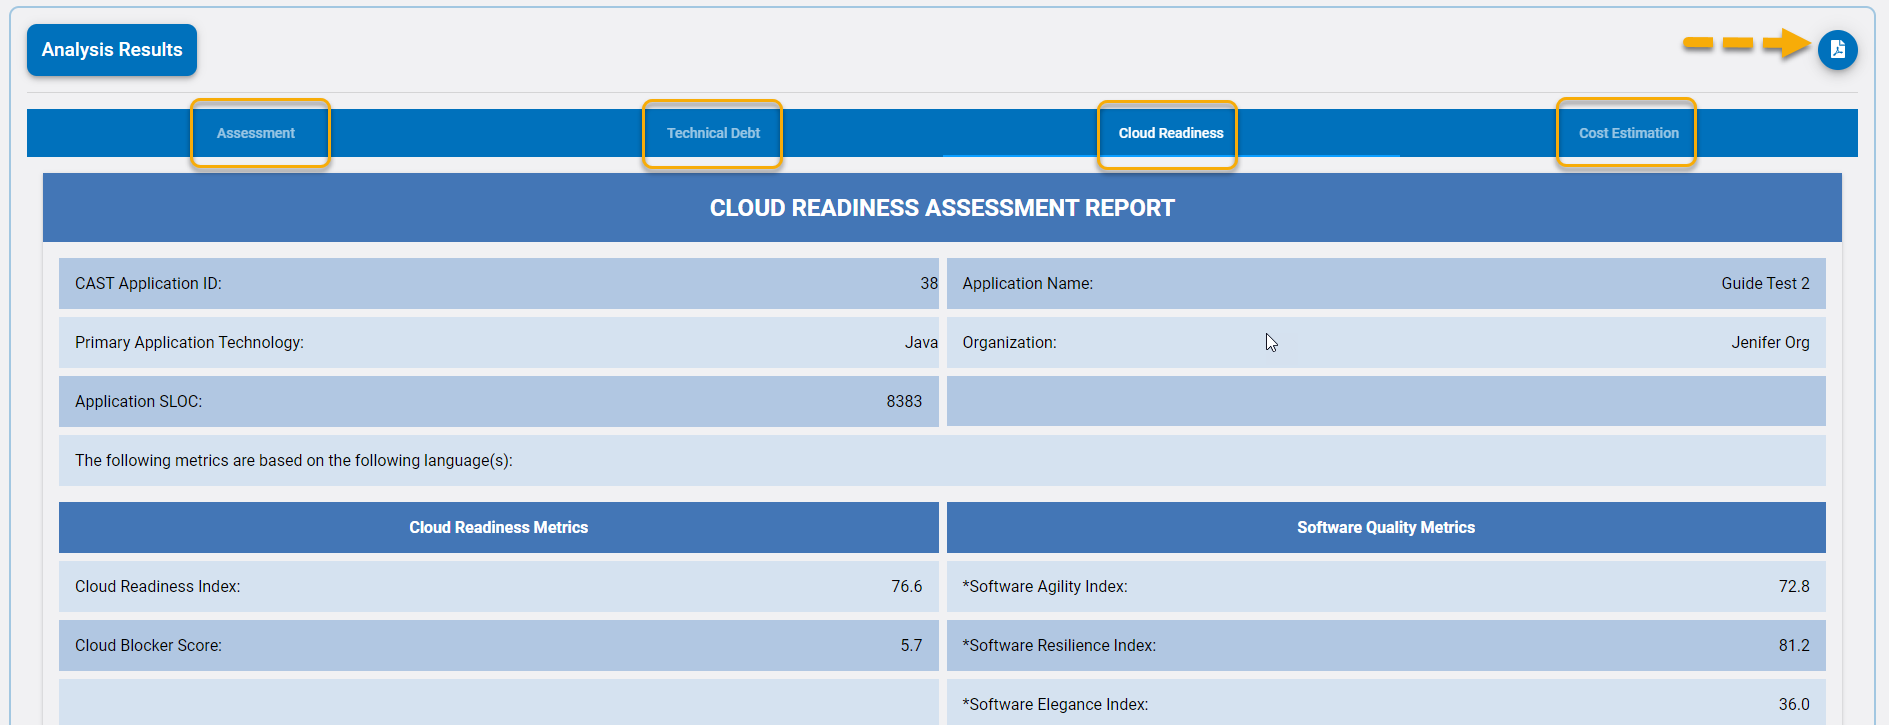 Analysis Results
Assessment Technical Debt Cloud Readiness Cost Estimation
CLOUD READINESS ASSESSMENT REPORT
CAST Application ID: 38 Application Name: Guide Test 2
Primary Application Technology: Java Organization: Jenifer Org
Application SLOC: 8383
The following metrics are based on the following language(s):
Cloud Readiness Metrics Software Quality Metrics
Cloud Readiness Index: 76.6 *Software Agility Index: 72.8
Cloud Blocker Score: 5.7 *Software Resilience Index: 81.2
*Software Elegance Index: 36.0